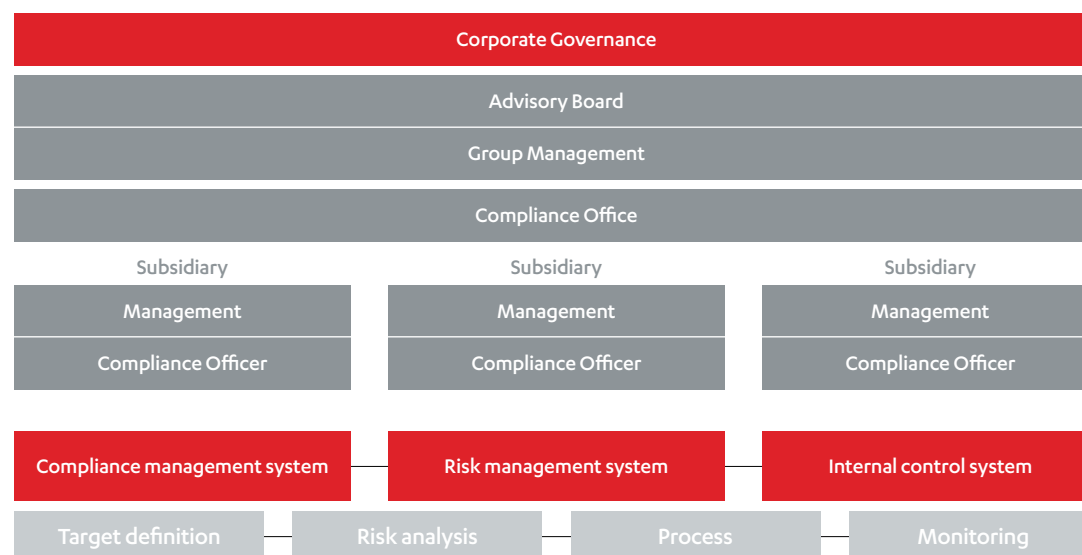 Corporate Governance
Advisory Board
Group Management
Compliance Office
Subsidiary
Subsidiary
Subsidiary
Management
Management
Management
Compliance Officer
Compliance Officer
Compliance Officer
Compliance management system
Risk management system
Internal control system
Target definition
Risk analysis
Process
Monitoring